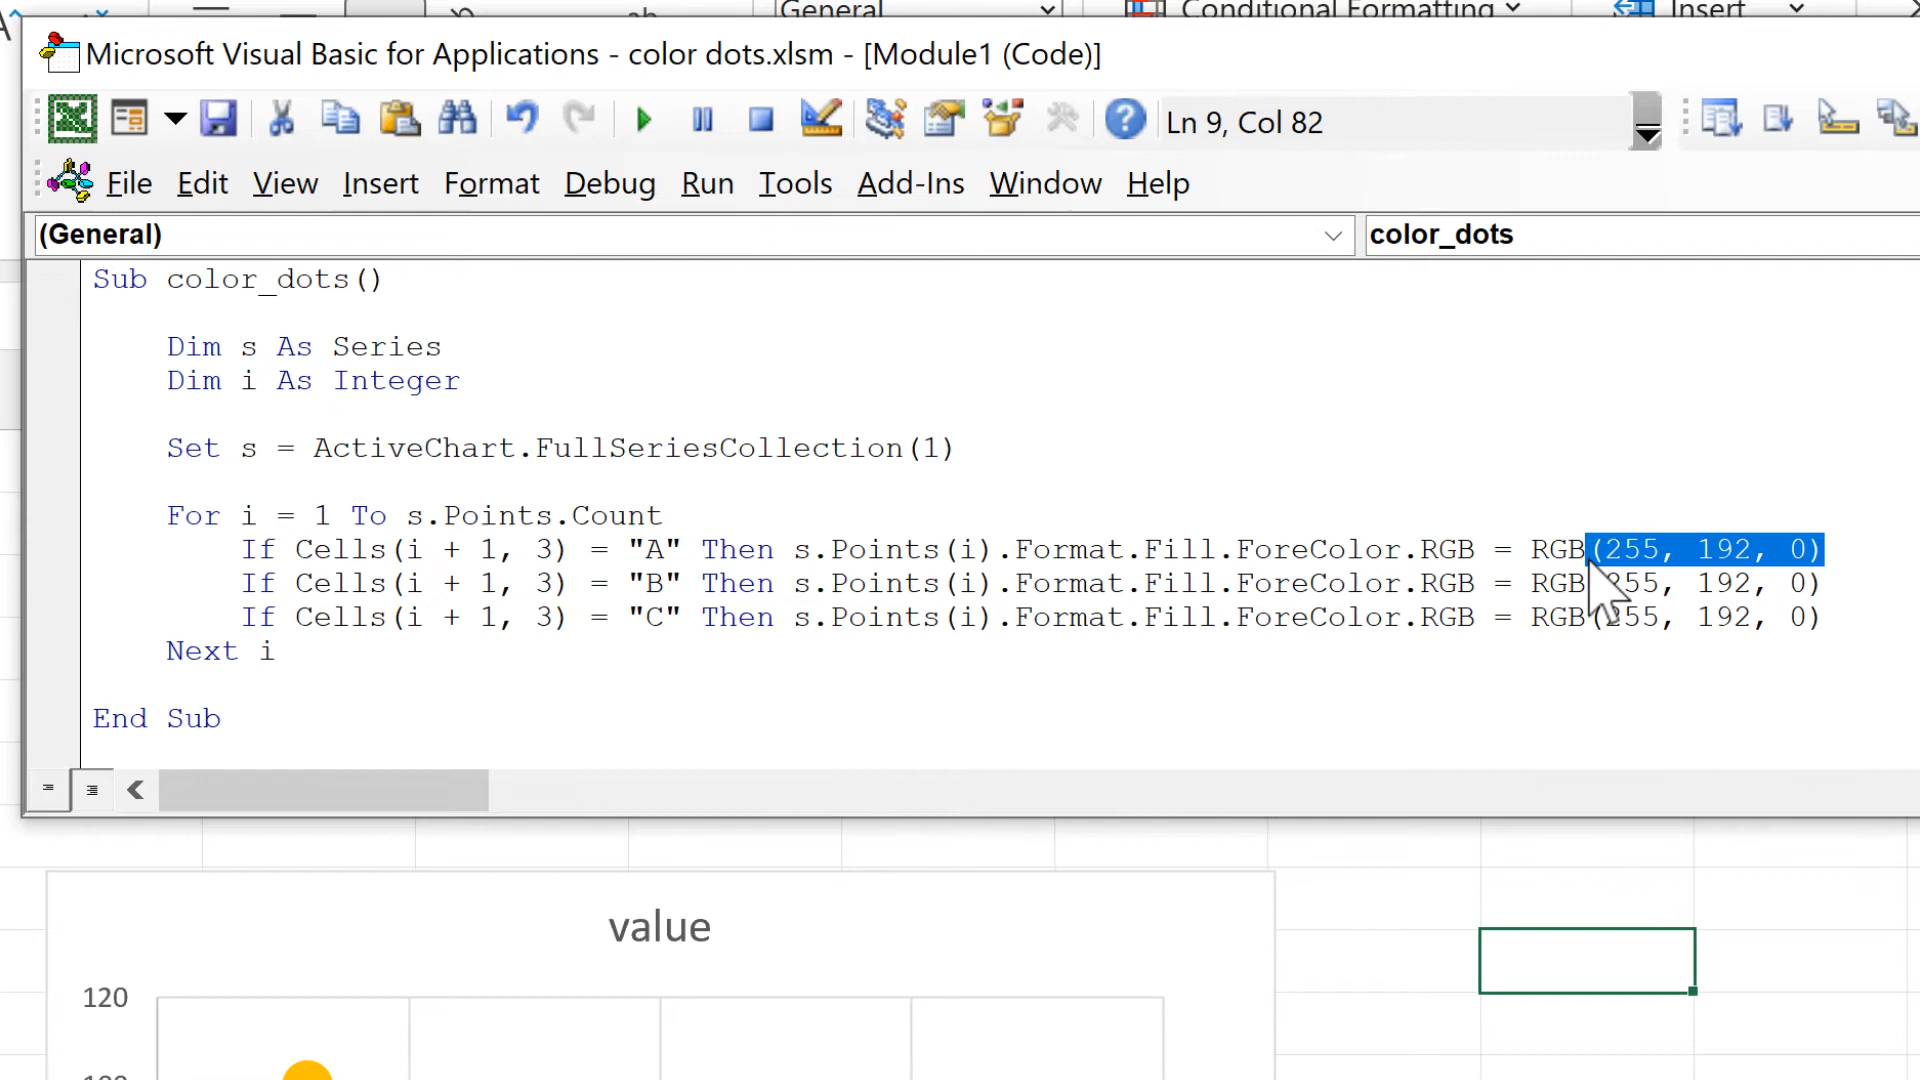 General
Conditional Formatting
Insert
Microsoft Visual Basic for Applications - color dots.xlsm - [Module1 (Code)]
Ln 9, Col 82
File Edit View Insert Format Debug Run Tools Add-Ins Window Help
(General)
color_dots
Sub color_dots()
Dim s As Series
Dim i As Integer
Set s = ActiveChart.FullSeriesCollection(1)
For i = 1 To s.Points.Count
If Cells(i + 1, 3) = "A" Then s.Points(i).Format.Fill.ForeColor.RGB = RGB(255, 192, 0)
If Cells(i + 1, 3) = "B" Then s.Points(i).Format.Fill.ForeColor.RGB = RGB(255, 192, 0)
If Cells(i + 1, 3) = "C" Then s.Points(i).Format.Fill.ForeColor.RGB = RGB(255, 192, 0)
Next i
End Sub
value
120
100